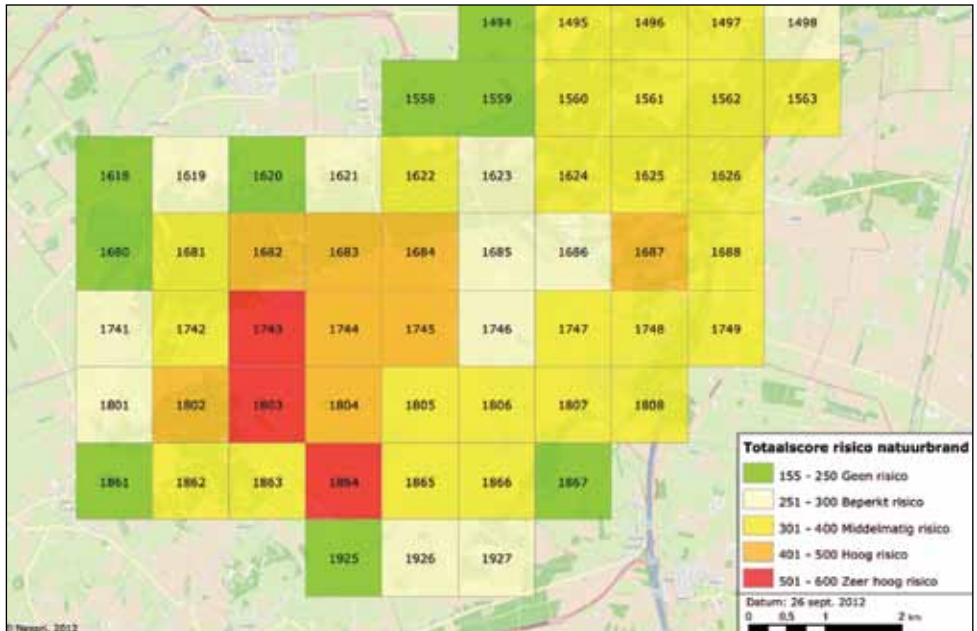 1494 1495 1496 1497 1498
1558 1559 1560 1561 1562 1563
1618 1619 1620 1621 1622 1623 1624 1625 1626
1680 1681 1682 1683 1684 1685 1686 1687 1688
1741 1742 1743 1744 1745 1746 1747 1748 1749
1801 1802 1803 1804 1805 1806 1807 1808
1861 1862 1863 1864 1865 1866 1867
1925 1926 1927
Totaalscore risico natuurbrand
155 - 250 Geen risico
251 - 300 Beperkt risico
301 - 400 Middelmatig risico
401 - 500 Hoog risico
501 - 600 Zeer hoog risico
Datum: 26 sept. 2012
0 0,5 1 2 km
2012